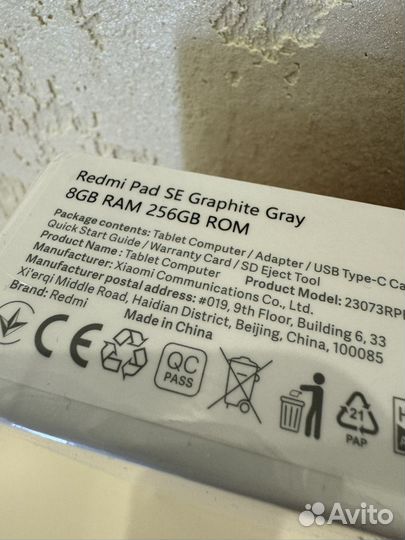 Redmi Pad SE Graphite Gray
8GB RAM 256GB ROM
Package contents: Tablet Computer / Adapter / USB Type-C
Quick Start Guide / Warranty Card / SD Eject Tool
Product Name: Tablet Computer Product Model:
Manufacturer: Xiaomi Communications Co., Ltd.
Manufacturer postal address: #019, 9th Floor, Building 6, 33
Xi'erqi Middle Road, Haidian District, Beijing, China, 100085
Brand: Redmi Made in China
CE
QC
PASS
21
PAP
Avito